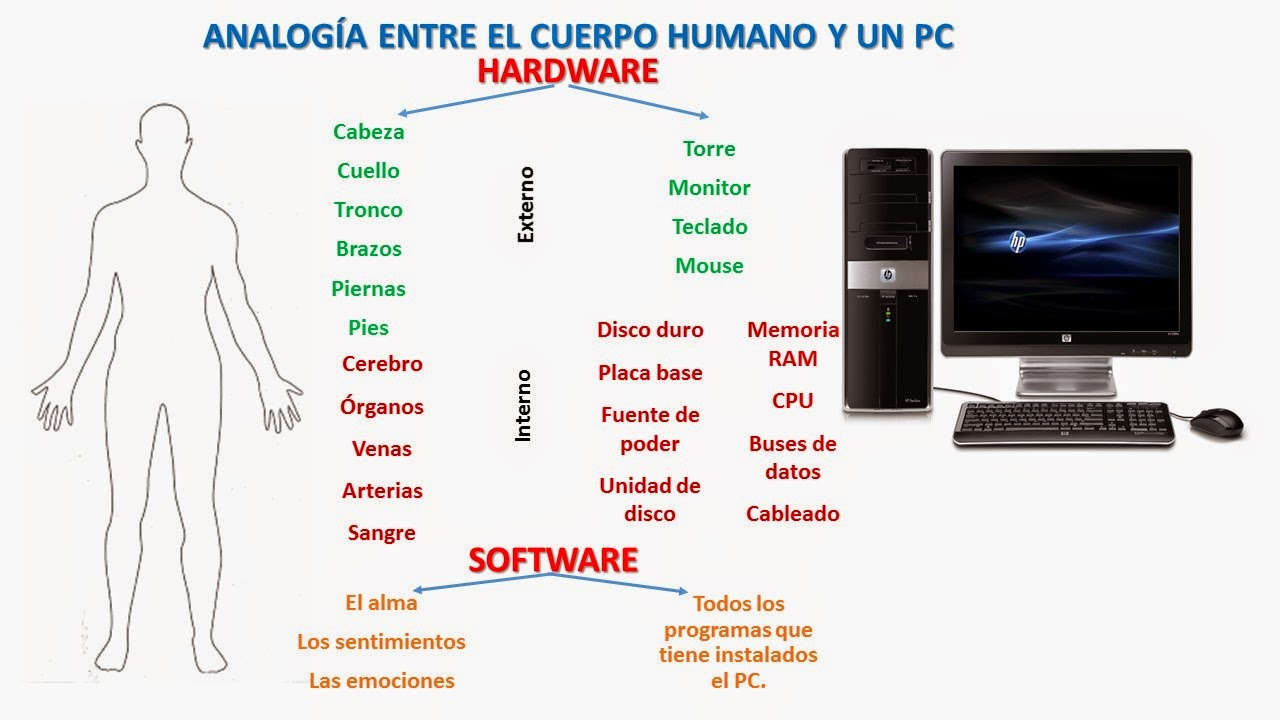 ANALOGÍA ENTRE EL CUERPO HUMANO Y UN PC
HARDWARE
Cabeza
Cuello
Tronco
Brazos
Piernas
Pies
Externo
Torre
Monitor
Teclado
Mouse
Cerebro
Órganos
Venas
Arterias
Sangre
Interno
Disco duro
Placa base
Fuente de
poder
Unidad de
disco
Memoria
RAM
CPU
Buses de
datos
Cableado
SOFTWARE
El alma
Los sentimientos
Las emociones
Todos los
programas que
tiene instalados
el PC.
hp
hp